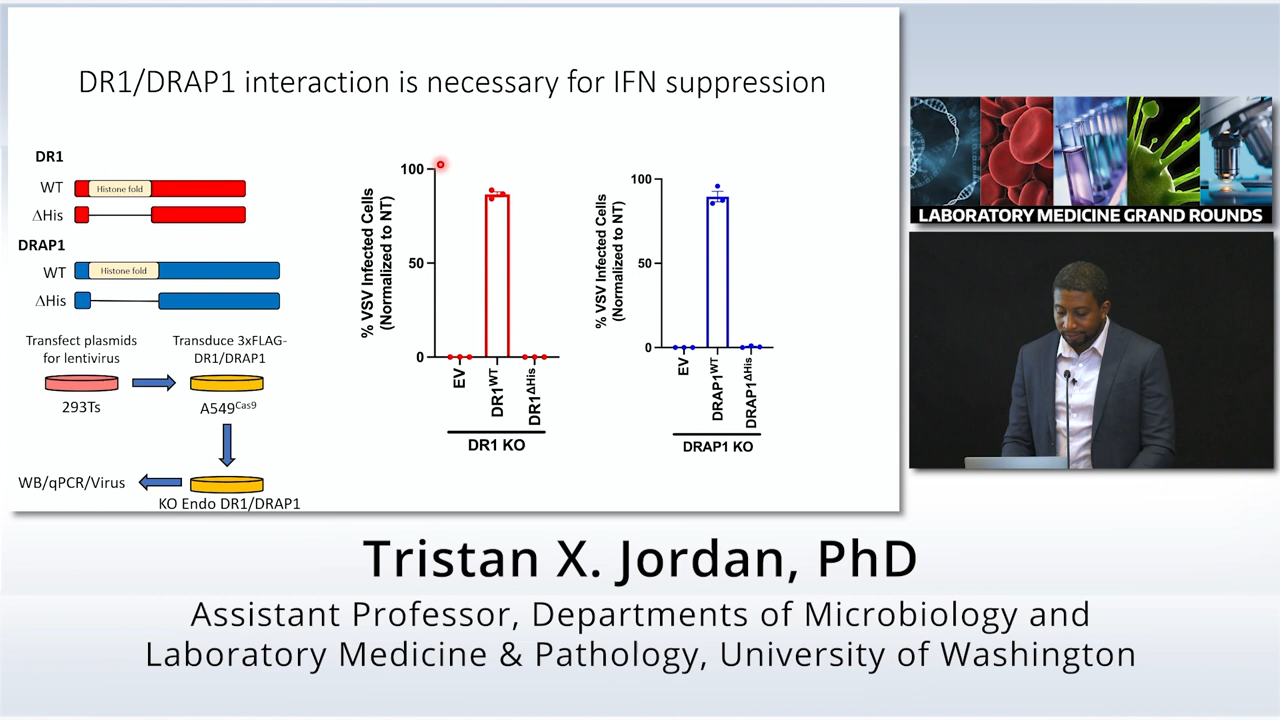 DR1/DRAP1 interaction is necessary for IFN suppression
DR1
WT
Histone fold
ΔHis
DRAP1
WT
Histone fold
ΔHis
Transfect plasmids
for lentivirus
Transduce 3xFLAG-
DR1/DRAP1
293Ts
A549Cas9
WB/qPCR/Virus
KO Endo DR1/DRAP1
% VSV Infected Cells
(Normalized to NT)
100
50
0
EV
DR1WT
DR1ΔHis
DR1 KO
% VSV Infected Cells
(Normalized to NT)
100
50
0
EV
DRAP1WT
DRAP1ΔHis
DRAP1 KO
LABORATORY MEDICINE GRAND ROUNDS
Tristan X. Jordan, PhD
Assistant Professor, Departments of Microbiology and
Laboratory Medicine & Pathology, University of Washington